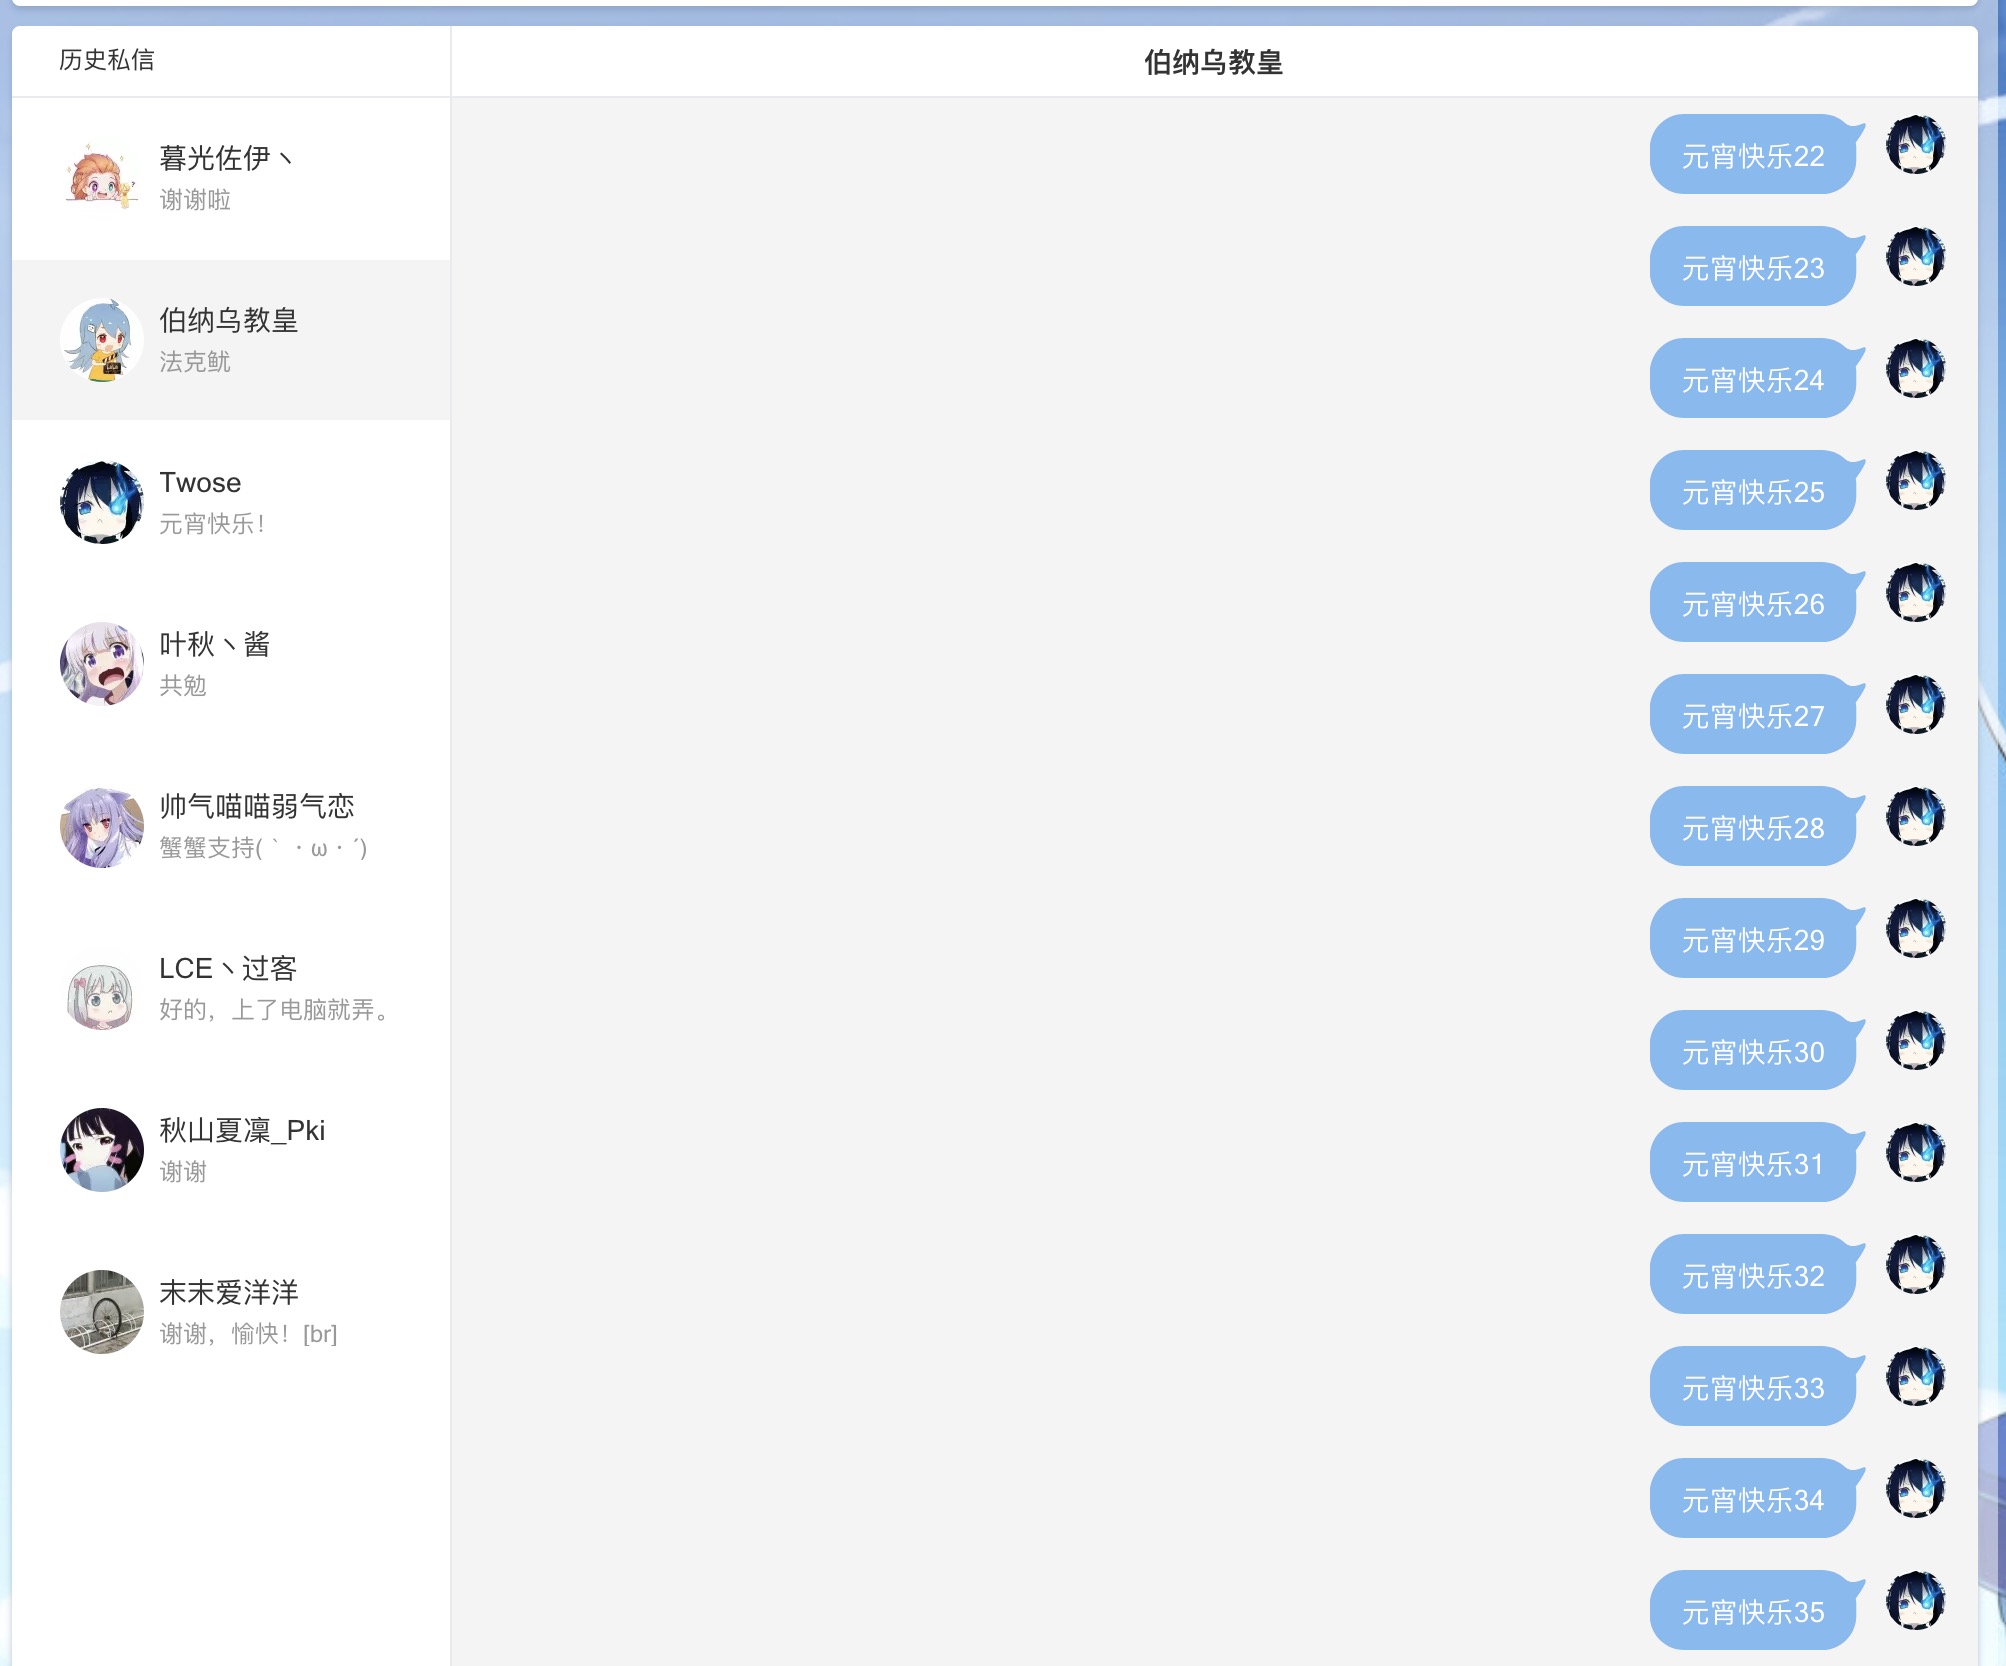 历史私信
暮光佐伊丶
谢谢啦
伯纳乌教皇
法克鱿
Twose
元宵快乐！
叶秋丶酱
共勉
帅气喵喵弱气恋
蟹蟹支持(｀・ω・´)
LCE丶过客
好的，上了电脑就弄。
秋山夏凜_Pki
谢谢
末末爱洋洋
谢谢，愉快！[br]
伯纳乌教皇
元宵快乐22
元宵快乐23
元宵快乐24
元宵快乐25
元宵快乐26
元宵快乐27
元宵快乐28
元宵快乐29
元宵快乐30
元宵快乐31
元宵快乐32
元宵快乐33
元宵快乐34
元宵快乐35